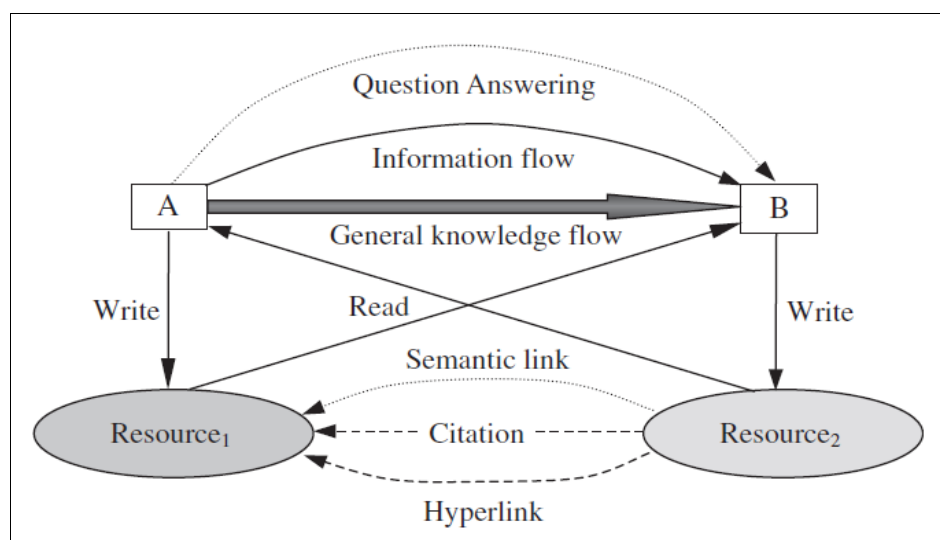 Question Answering
Information flow
A
B
General knowledge flow
Write
Read
Write
Semantic link
Resource₁
Citation
Resource₂
Hyperlink